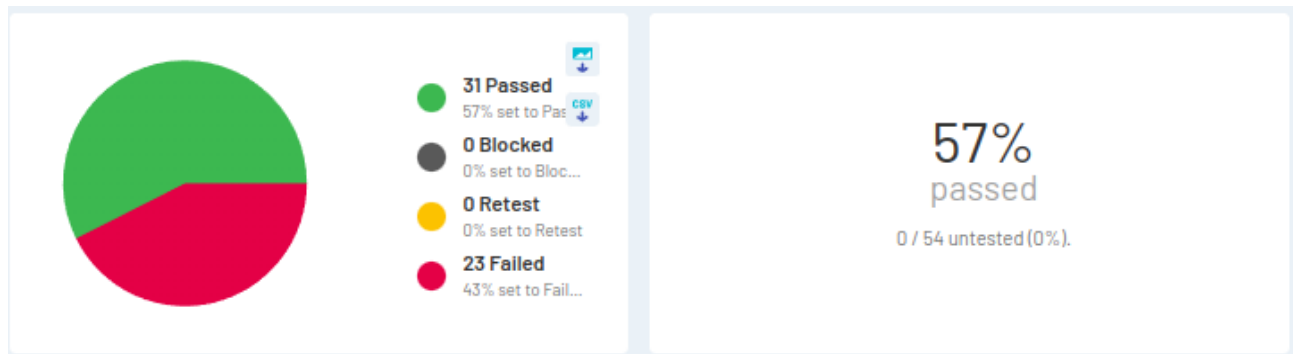 31 Passed
57% set to Pas
CSV
0 Blocked
0% set to Bloc...
0 Retest
0% set to Retest
23 Failed
43% set to Fail...
57%
passed
0 / 54 untested (0%).